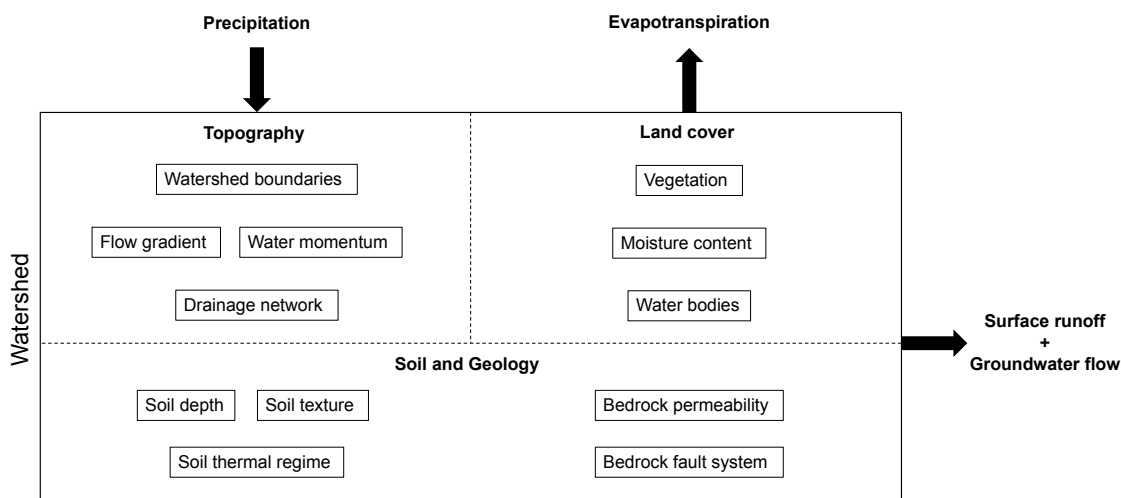 Precipitation
Evapotranspiration
Topography
Land cover
Watershed boundaries
Vegetation
Flow gradient
Water momentum
Moisture content
Drainage network
Water bodies
Watershed
Surface runoff
+
Groundwater flow
Soil and Geology
Soil depth
Soil texture
Bedrock permeability
Soil thermal regime
Bedrock fault system